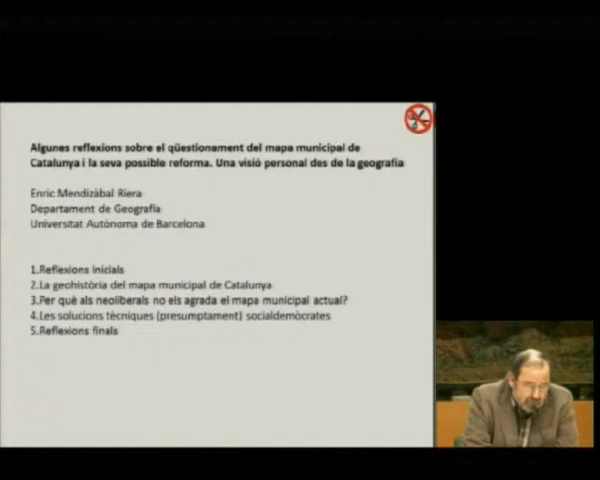 Algunes reflexions sobre el qüestionament del mapa municipal de
Catalunya i la seva possible reforma. Una visió personal des de la geografia
Enric Mendizàbal Riera
Departament de Geografia
Universitat Autònoma de Barcelona
1.Reflexions inicials
2.La geohistòria del mapa municipal de Catalunya
3.Per què als neoliberals no els agrada el mapa municipal actual?
4.Les solucions tècniques (presumptament) socialdemòcrates
5.Reflexions finals